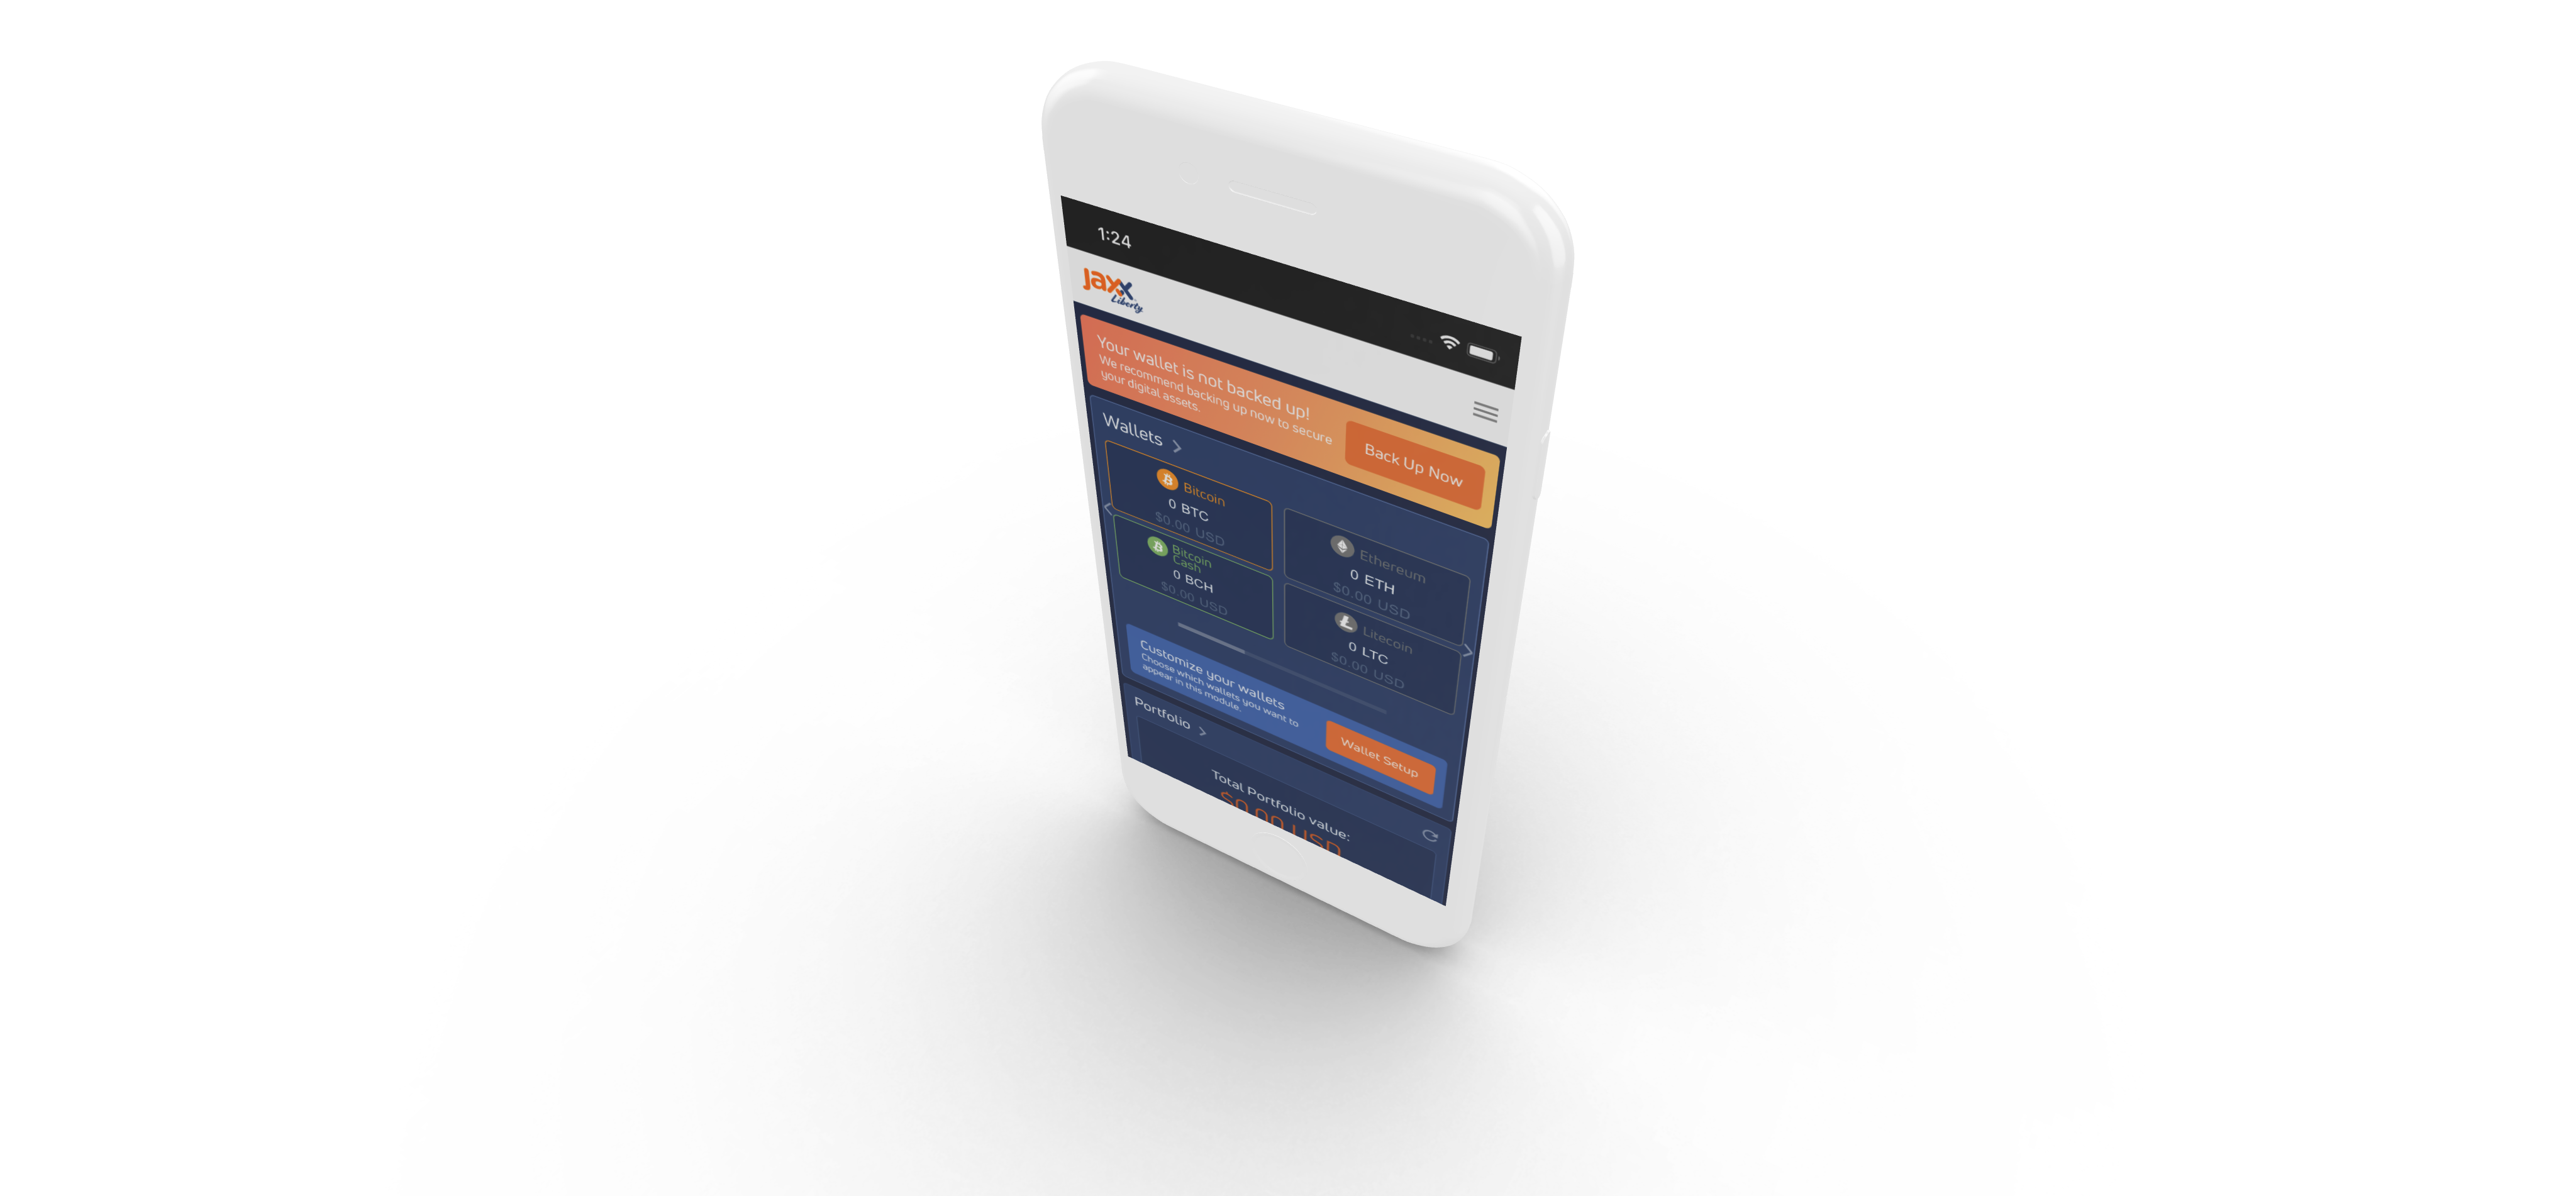 1:24
Jaxx
Liberty
Your wallet is not backed up!
We recommend backing up now to secure
your digital assets.
Back Up Now
Wallets
Bitcoin
0 BTC
$0.00 USD
Ethereum
0 ETH
$0.00 USD
Bitcoin
Cash
0 BCH
$0.00 USD
Litecoin
0 LTC
$0.00 USD
Customize your wallets
Choose which wallets you want to
appear in this module.
Wallet Setup
Portfolio
Total Portfolio value:
$0.00 USD